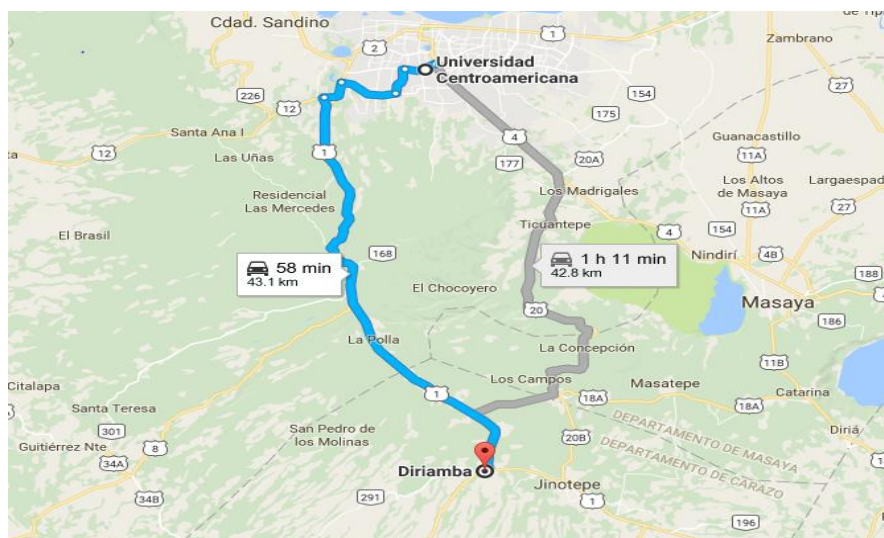 de Tip
Cdad. Sandino
1
Zambrano
2
Universidad
Centroamericana
226
12
154
27
175
Santa Ana I
4
Guanacastillo
12
1
177
20A
11A
Las Uñas
Los Madrigales
Los Altos
de Masaya
Largaespad
Residencial
Las Mercedes
11A
27
Ticuantepe
154
4
El Brasil
168
Nindirí
4B
58 min
43.1 km
1 h 11 min
42.8 km
188
El Chocoyero
Masaya
20
186
La Polla
La Concepción
11B
Citalapa
1
Los Campos
Masatepe
Catarina
18A
18A
Santa Teresa
301
San Pedro de
los Molinas
DEPARTAMENTO DE MASAYA
DEPARTAMENTO DE CARAZO
Diriá
Gutiérrez Nte
8
20B
34A
Diriamba
Jinotepe
34B
291
1
196